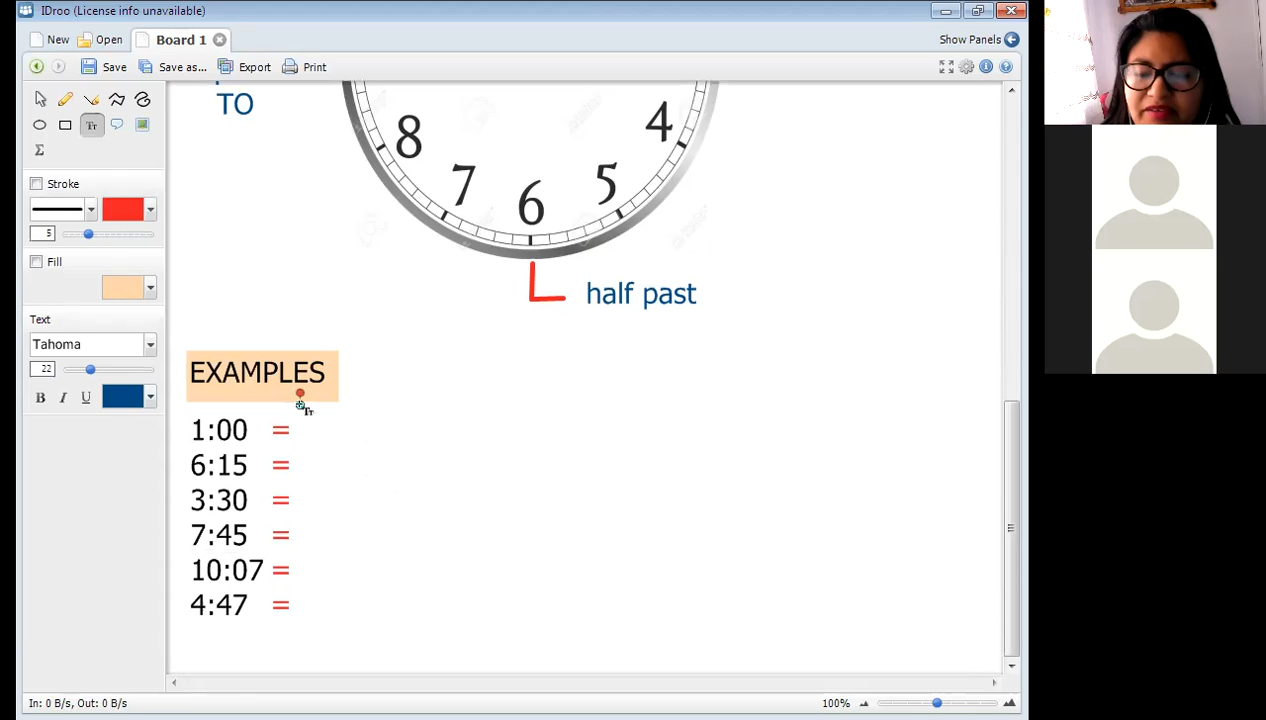 IDroo (License info unavailable)
New Open Board 1 Show Panels
Save Save as... Export Print
TO
8 4
7 5
6
half past
Stroke
5
Fill
Text
Tahoma
22
B I U
Tr
EXAMPLES
1:00 =
6:15 =
3:30 =
7:45 =
10:07 =
4:47 =
In: 0 B/s, Out: 0 B/s 100%